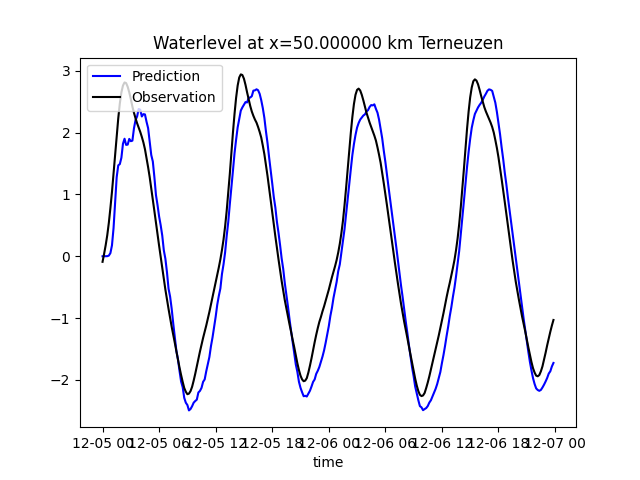 Waterlevel at x=50.000000 km Terneuzen
Prediction
Observation
3
2
1
0
−1
−2
12-05 00 12-05 06 12-05 12 12-05 18 12-06 00 12-06 06 12-06 12 12-06 18 12-07 00
time